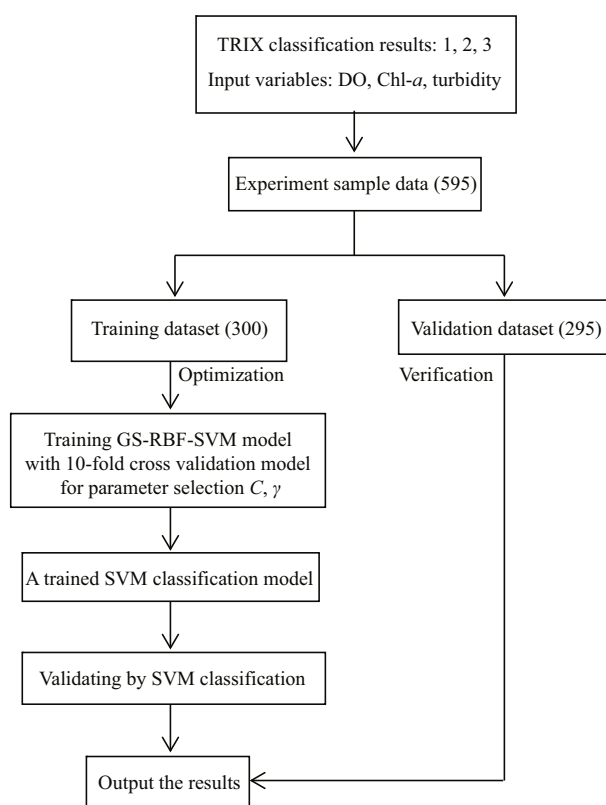 TRIX classification results: 1, 2, 3
Input variables: DO, Chl-a, turbidity
Experiment sample data (595)
Training dataset (300)
Validation dataset (295)
Optimization
Verification
Training GS-RBF-SVM model
with 10-fold cross validation model
for parameter selection C, γ
A trained SVM classification model
Validating by SVM classification
Output the results